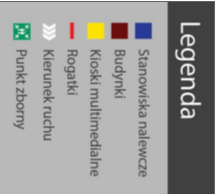 Legenda
Stanowiska nalewcze
Budynki
Kioski multimedialne
Rogatki
Kierunek ruchu
Punkt zborny